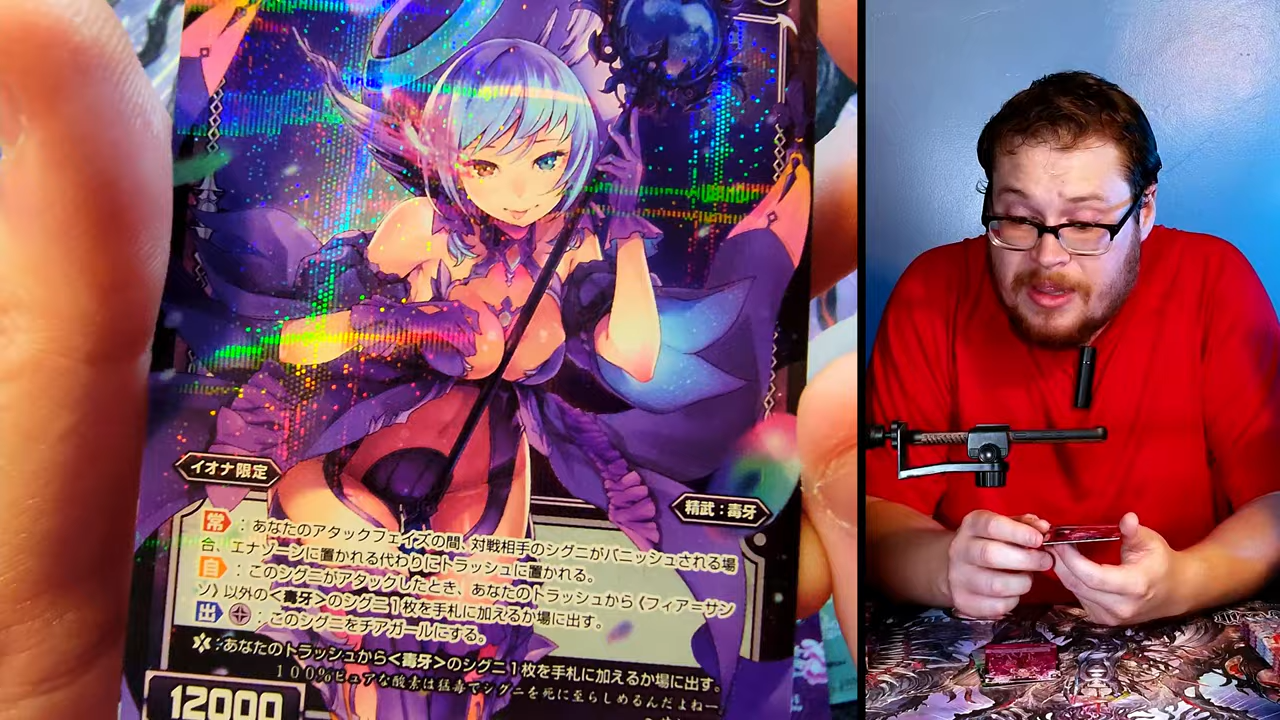 イオナ限定
精武：毒牙
常：あなたのアタックフェイズの間、対戦相手のシグニがバニッシュされる場
合、エナゾーンに置かれる代わりにトラッシュに置かれる。
自：このシグニがアタックしたとき、あなたのトラッシュから《フィア＝サン
ソ》以外の＜毒牙＞のシグニ１枚を手札に加えるか場に出す。
出：このシグニをチアガールにする。
：あなたのトラッシュから＜毒牙＞のシグニ１枚を手札に加えるか場に出す。
１００％ピュアな酸素は猛毒でシグニを死に至らしめるんだよねー
12000